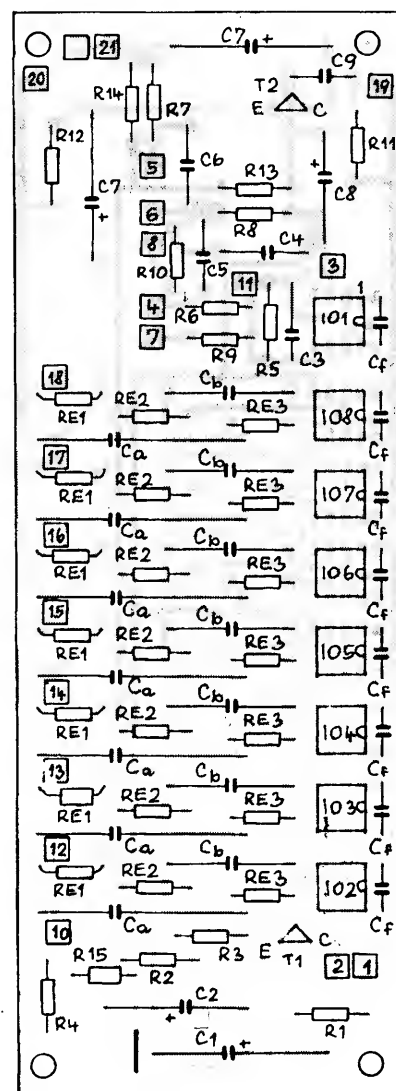 C7 +
21
C9
20
T2
19
E C
R14 R7
R12
R11
C7
+
5
C6
R13
+
C8
6
R8
8
R10
C5
C4
3
11
4
R6
1
101
7
R9
R5
C3
Cf
18
RE1
RE2
Cb
RE3
108
Ca
Cf
17
RE1
RE2
Cb
RE3
107
Ca
Cf
16
RE1
RE2
Cb
RE3
106
Ca
Cf
15
RE1
RE2
Cb
RE3
105
Ca
Cf
14
RE1
RE2
Cb
RE3
104
Ca
Cf
13
RE1
RE2
Cb
RE3
103
Ca
Cf
12
RE1
RE2
Cb
RE3
102
Ca
Cf
10
R3
E C
T1
R15
R2
2 1
R4
C2
+
R1
C1 +